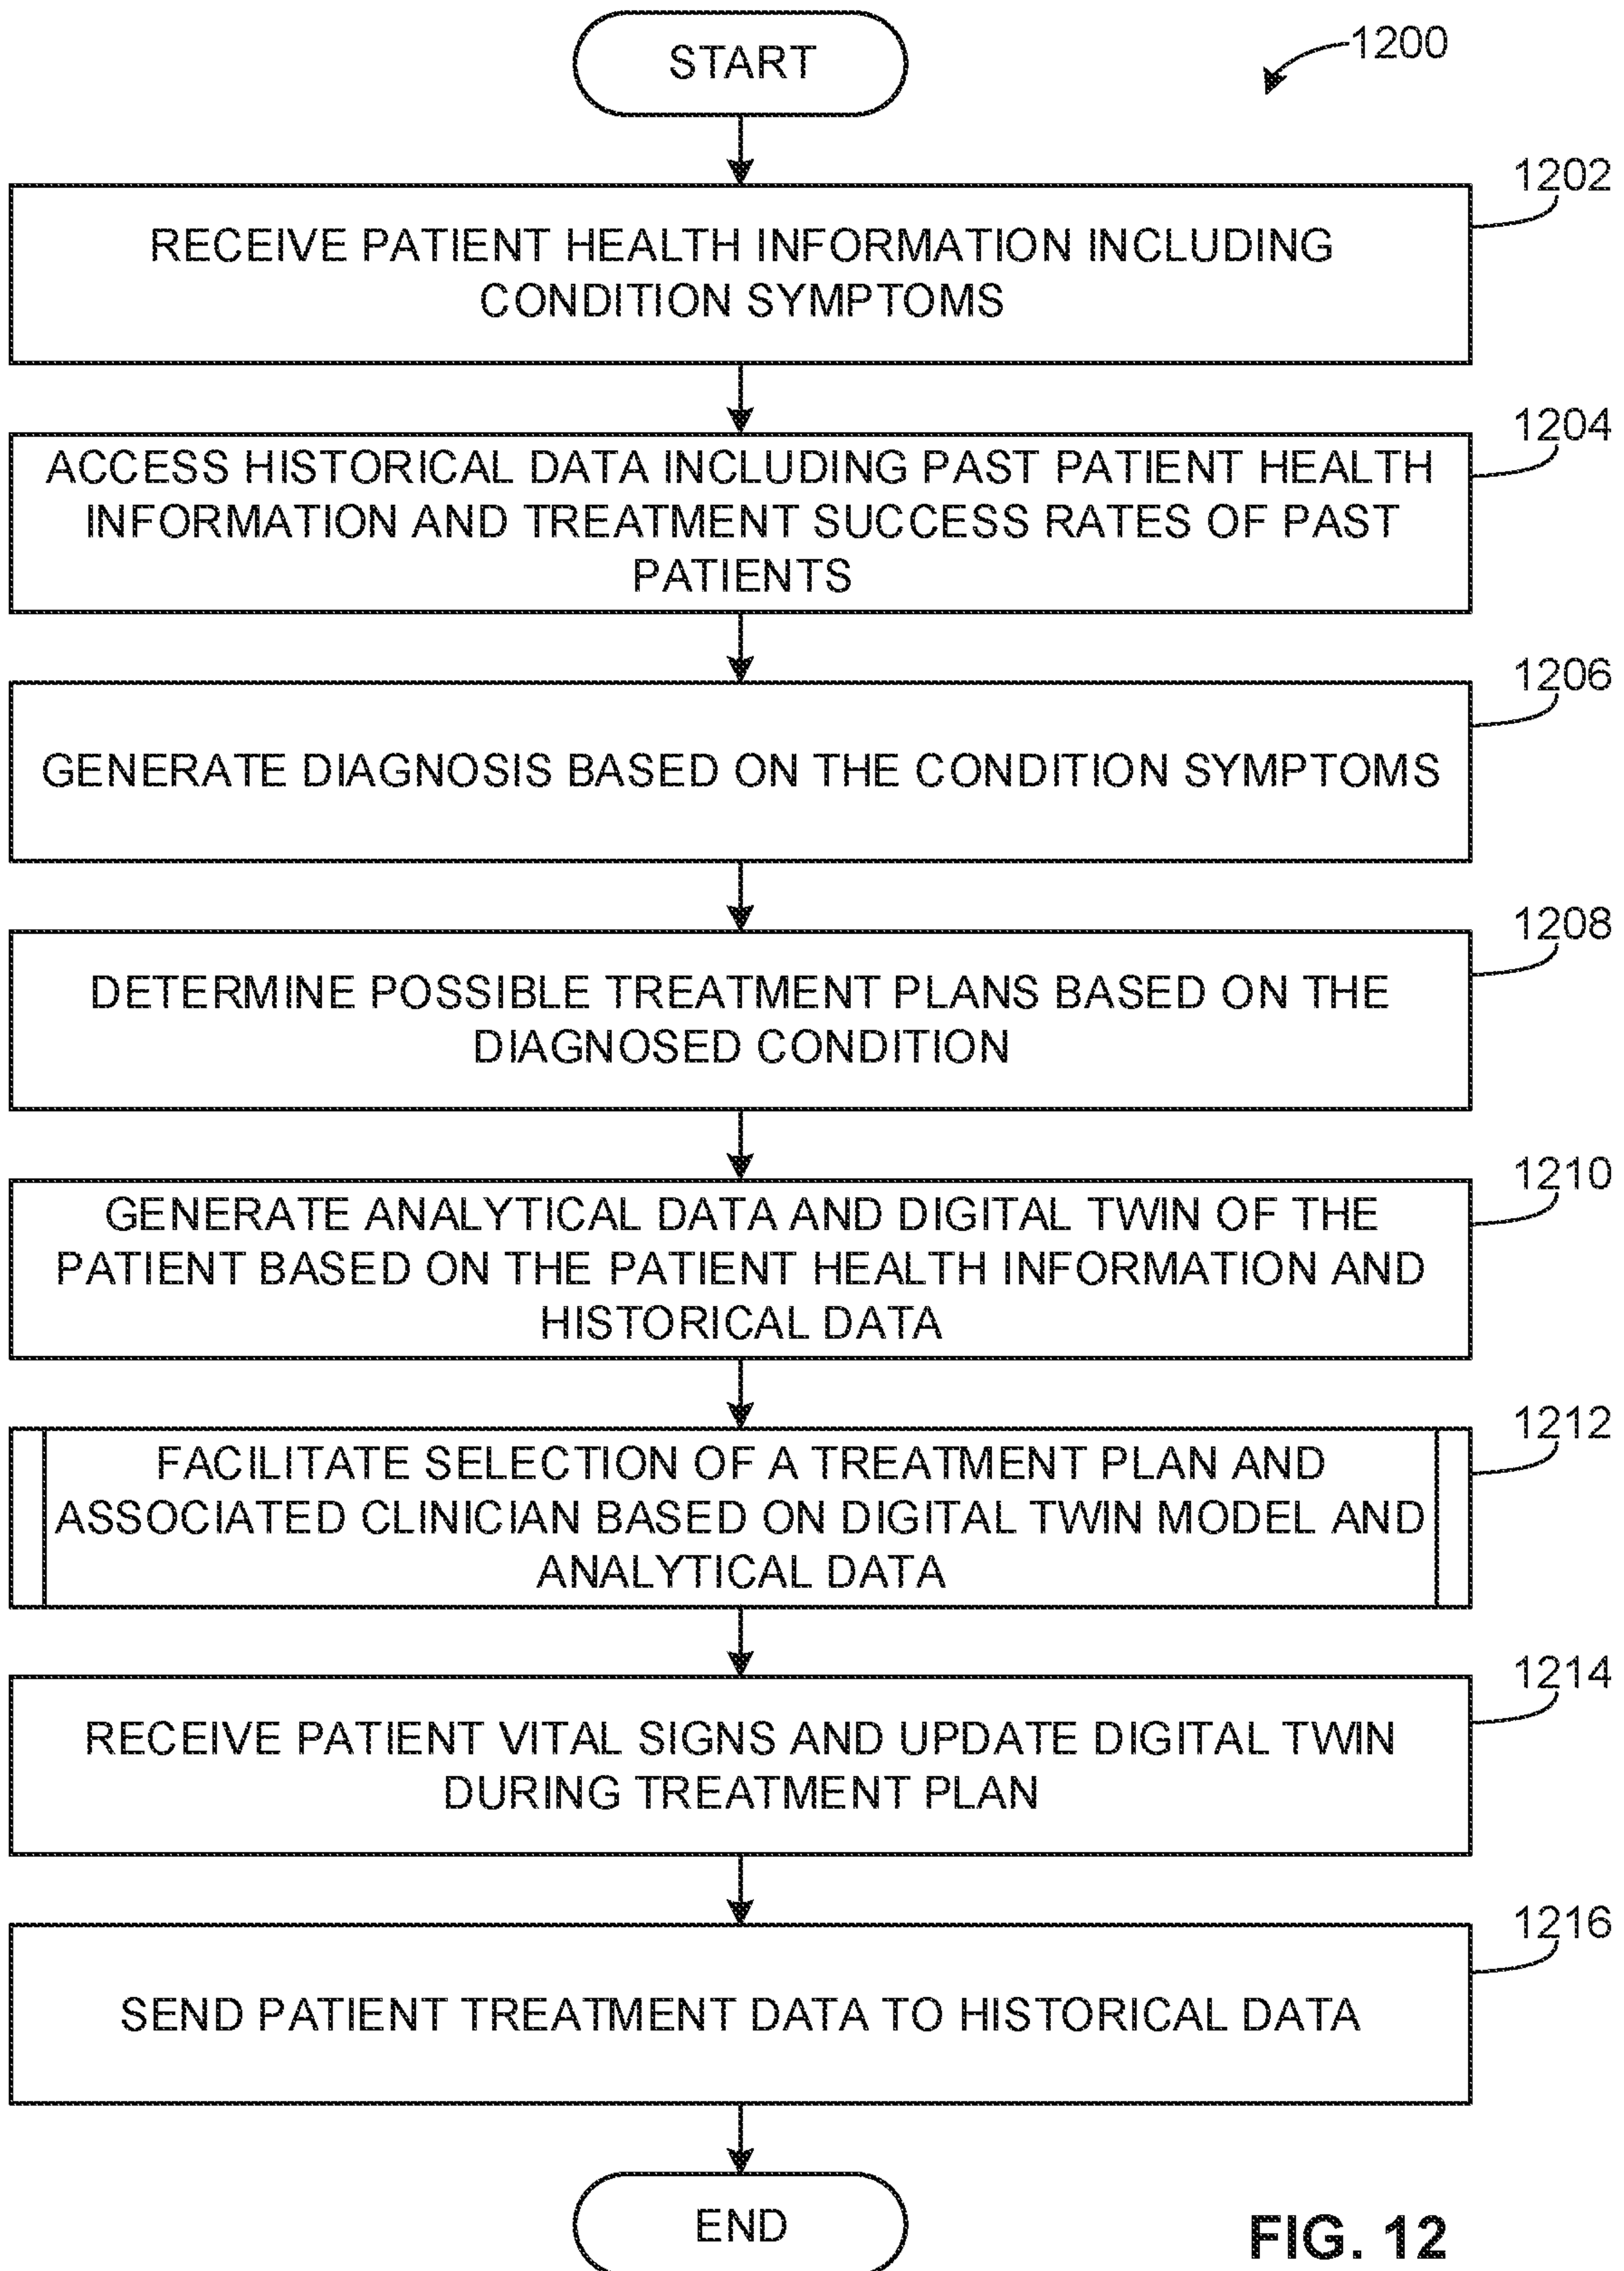 START
1200
1202
RECEIVE PATIENT HEALTH INFORMATION INCLUDING
CONDITION SYMPTOMS
1204
ACCESS HISTORICAL DATA INCLUDING PAST PATIENT HEALTH
INFORMATION AND TREATMENT SUCCESS RATES OF PAST
PATIENTS
1206
GENERATE DIAGNOSIS BASED ON THE CONDITION SYMPTOMS
1208
DETERMINE POSSIBLE TREATMENT PLANS BASED ON THE
DIAGNOSED CONDITION
1210
GENERATE ANALYTICAL DATA AND DIGITAL TWIN OF THE
PATIENT BASED ON THE PATIENT HEALTH INFORMATION AND
HISTORICAL DATA
1212
FACILITATE SELECTION OF A TREATMENT PLAN AND
ASSOCIATED CLINICIAN BASED ON DIGITAL TWIN MODEL AND
ANALYTICAL DATA
1214
RECEIVE PATIENT VITAL SIGNS AND UPDATE DIGITAL TWIN
DURING TREATMENT PLAN
1216
SEND PATIENT TREATMENT DATA TO HISTORICAL DATA
END
FIG. 12